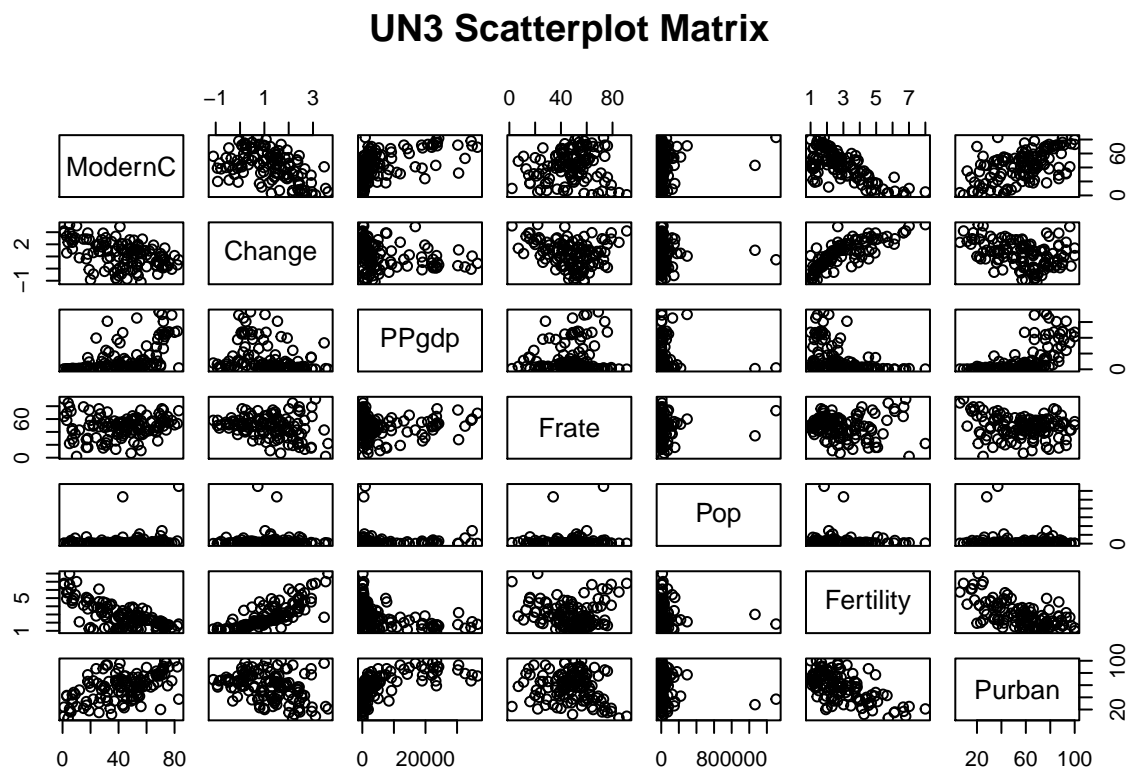 UN3 Scatterplot Matrix
−1 1 3 0 40 80 1 3 5 7
ModernC 0 60
−1 2 Change
PPgdp 0
0 60 Frate
Pop 0
1 5 Fertility
Purban 20 100
0 40 80 0 20000 0 800000 20 60 100